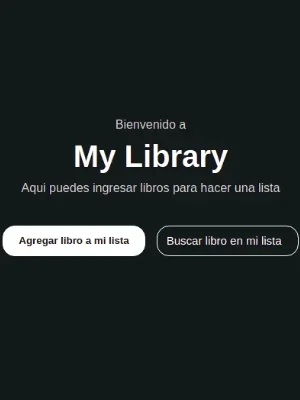 Bienvenido a
My Library
Aqui puedes ingresar libros para hacer una lista
Agregar libro a mi lista
Buscar libro en mi lista